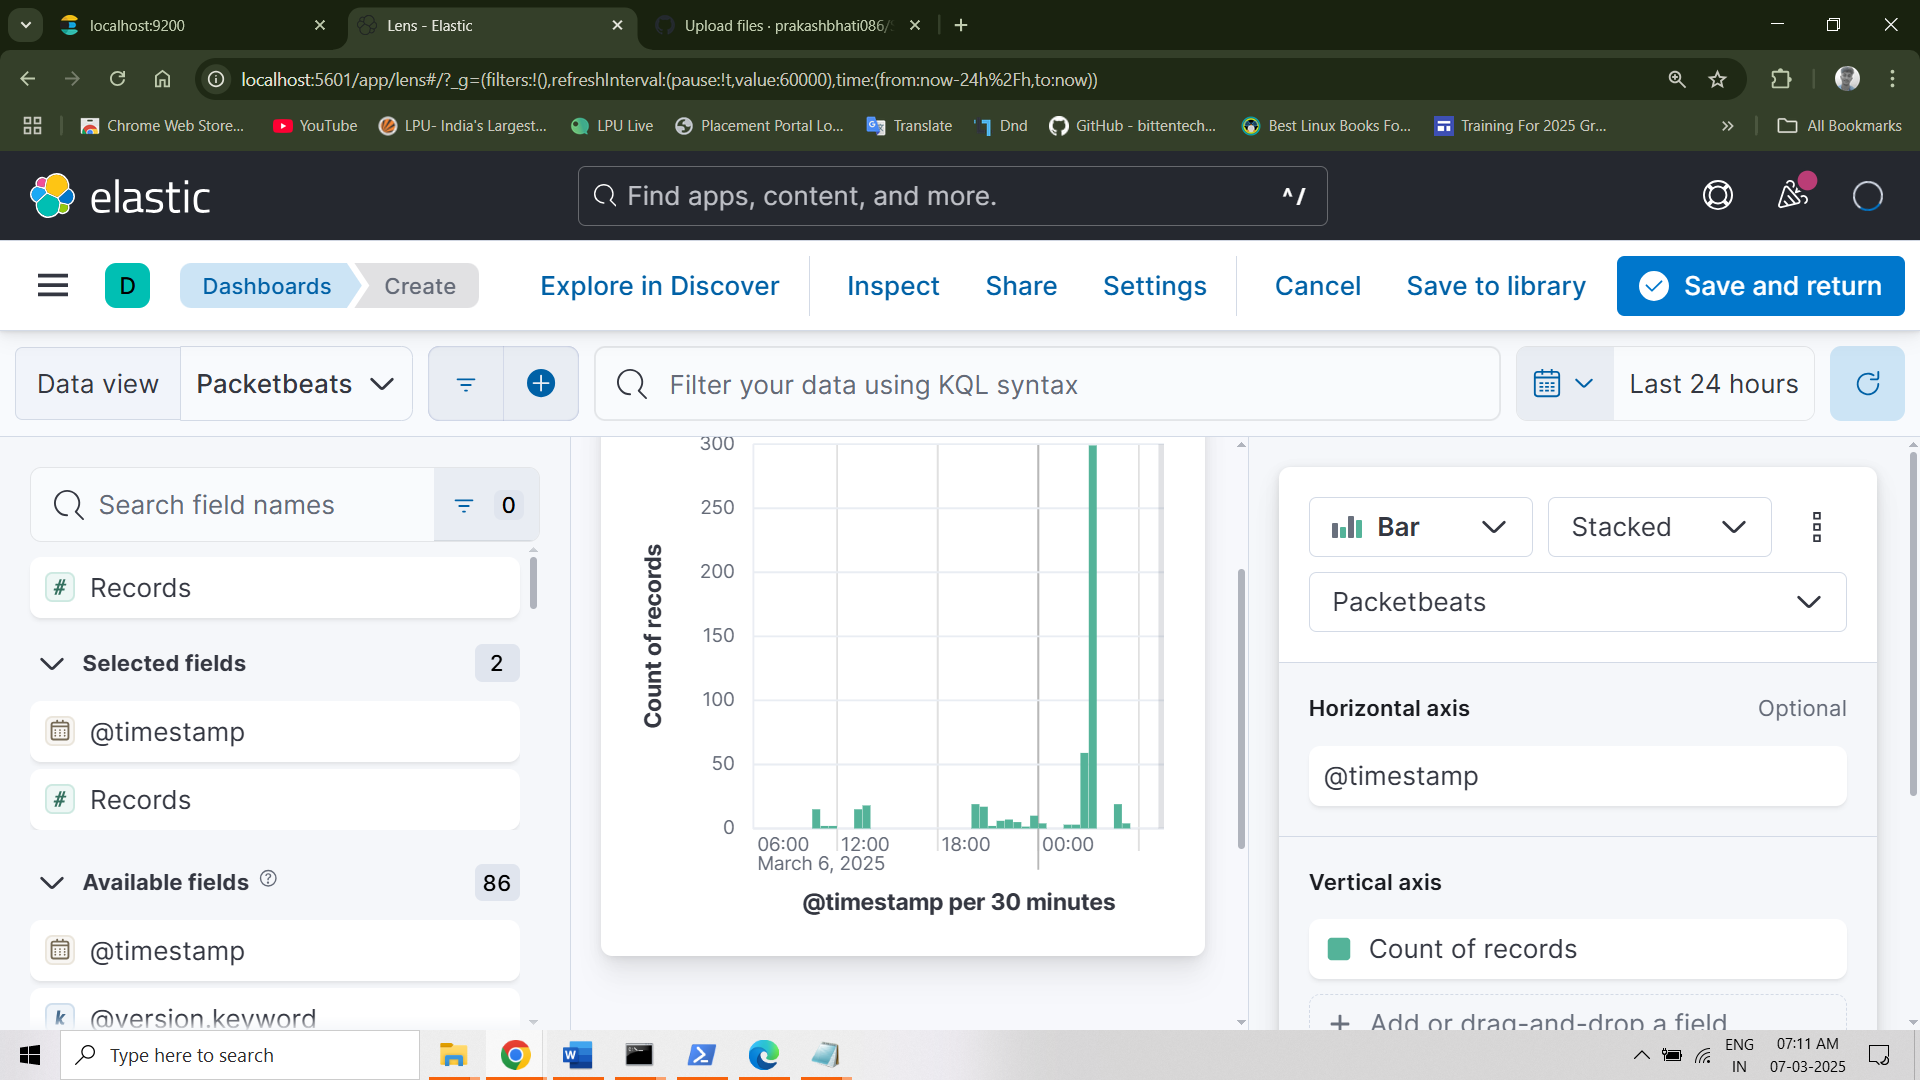 localhost:9200
Lens - Elastic
Upload files · prakashbhati086/
localhost:5601/app/lens#/?_g=(filters:!(),refreshInterval:(pause:!t,value:60000),time:(from:now-24h%2Fh,to:now))
Chrome Web Store...
YouTube
LPU- India's Largest...
LPU Live
Placement Portal Lo...
Translate
Dnd
GitHub - bittentech...
Best Linux Books Fo...
Training For 2025 Gr...
»
All Bookmarks
elastic
Find apps, content, and more.
^ /
D
Dashboards
Create
Explore in Discover
Inspect
Share
Settings
Cancel
Save to library
Save and return
Data view
Packetbeats
Filter your data using KQL syntax
Last 24 hours
Search field names
0
# Records
Selected fields
2
@timestamp
# Records
Available fields
86
@timestamp
k @version.keyword
Count of records
300
250
200
150
100
50
0
06:00
12:00
18:00
00:00
March 6, 2025
@timestamp per 30 minutes
Bar
Stacked
Packetbeats
Horizontal axis
Optional
@timestamp
Vertical axis
Count of records
+ Add or drag-and-drop a field
Type here to search
ENG
IN
07:11 AM
07-03-2025